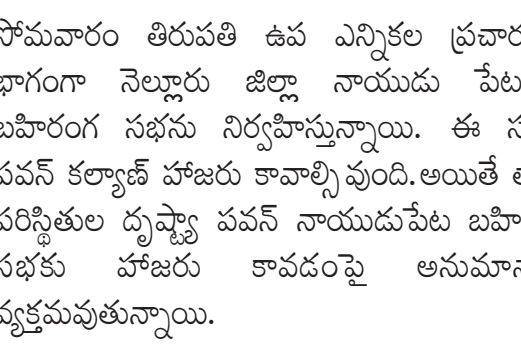 సోమవారం తిరుపతి ఉప ఎన్నికల ప్రచార
భాగంగా నెల్లూరు జిల్లా నాయుడు పేట
బహిరంగ సభను నిర్వహిస్తున్నాయి. ఈ
పవన్ కల్యాణ్ హాజరు కావాల్సివుంది.అయితే
పరిస్థితుల దృష్ట్యా పవన్ నాయుడుపేట బహి
సభకు హాజరు కావడంపై అనుమాన
వ్యక్తమవుతున్నాయి.